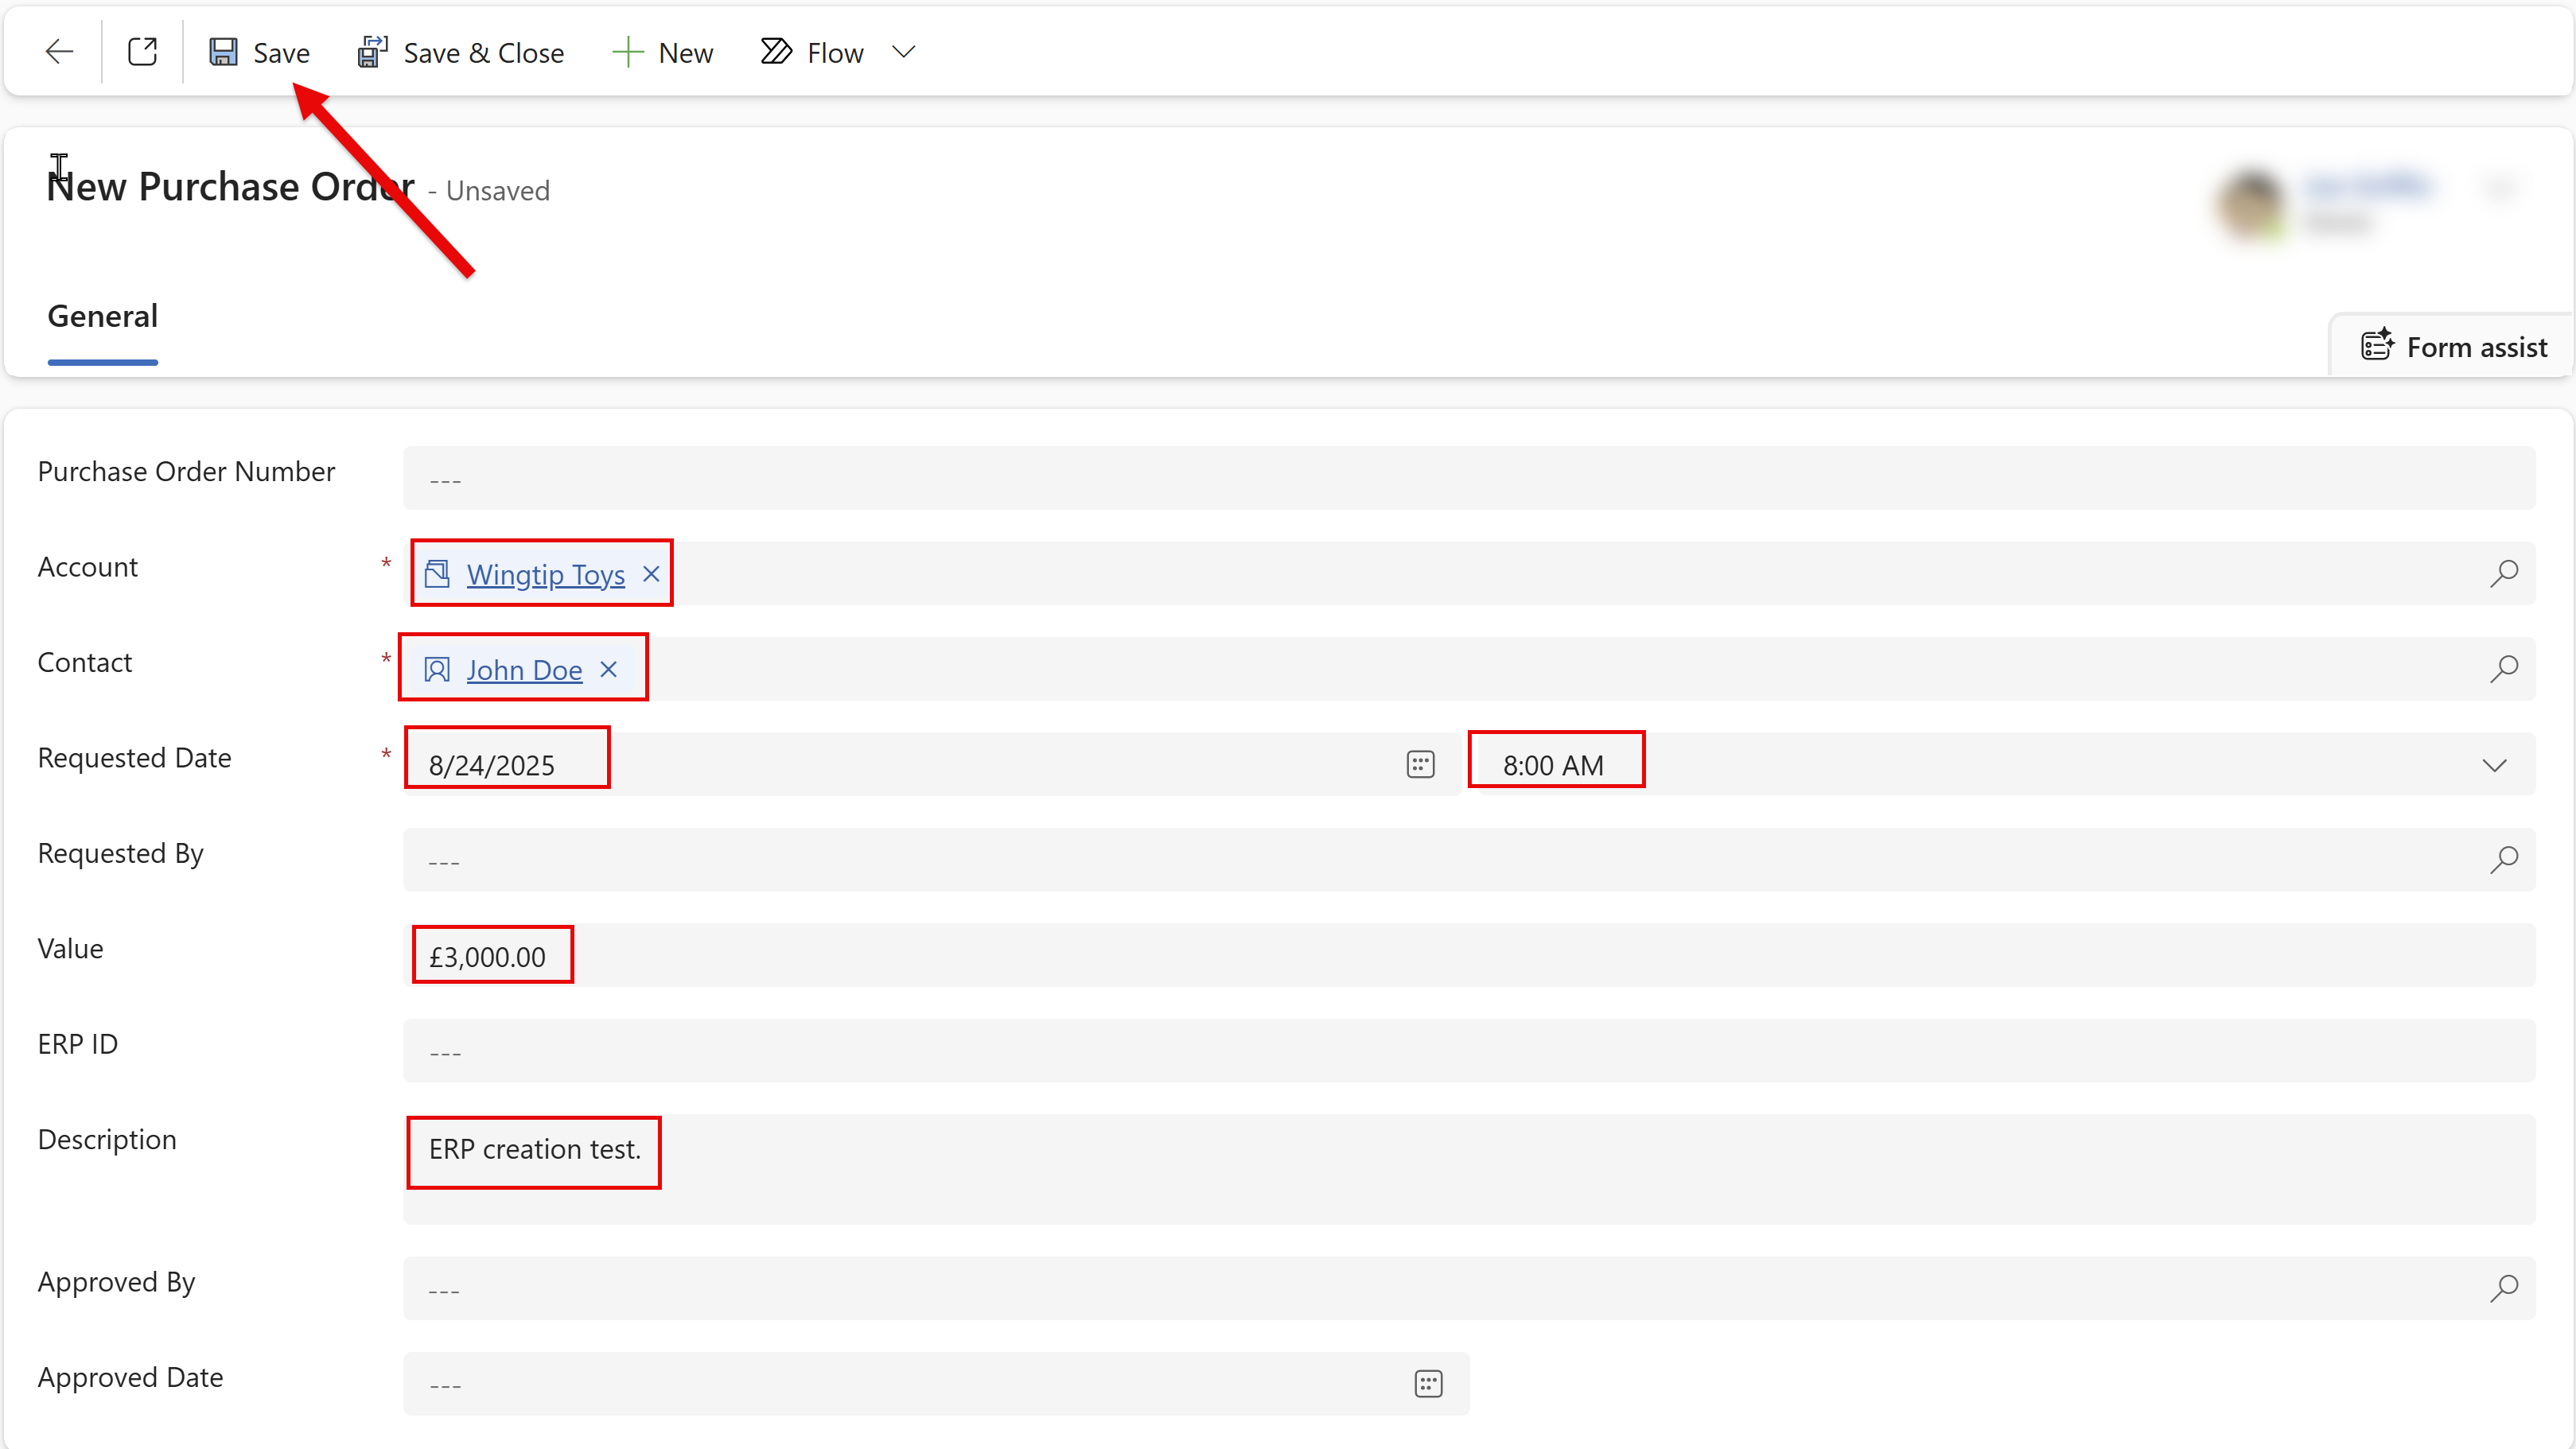 Save Save & Close New Flow
New Purchase Order - Unsaved
General
Form assist
Purchase Order Number ---
Account * Wingtip Toys
Contact * John Doe
Requested Date * 8/24/2025 8:00 AM
Requested By ---
Value £3,000.00
ERP ID ---
Description ERP creation test.
Approved By ---
Approved Date ---